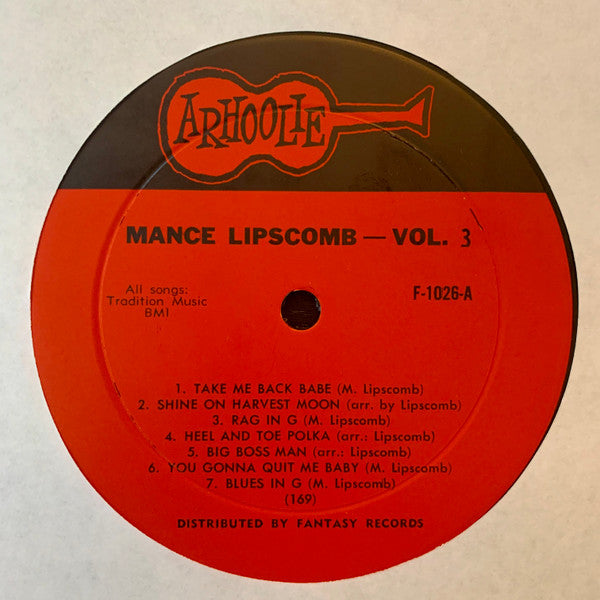 ARHOOLIE
MANCE LIPSCOMB — VOL. 3
All songs:
Tradition Music
BMI
F-1026-A
1. TAKE ME BACK BABE (M. Lipscomb)
2. SHINE ON HARVEST MOON (arr. by Lipscomb)
3. RAG IN G (M. Lipscomb)
4. HEEL AND TOE POLKA (arr.: Lipscomb)
5. BIG BOSS MAN (arr.: Lipscomb)
6. YOU GONNA QUIT ME BABY (M. Lipscomb)
7. BLUES IN G (M. Lipscomb)
(169)
DISTRIBUTED BY FANTASY RECORDS